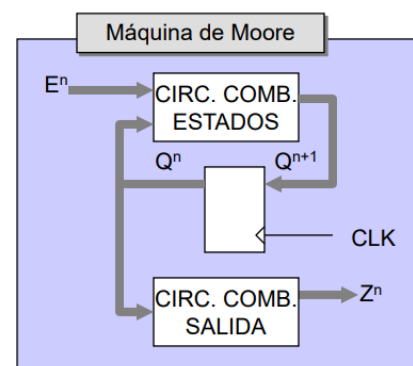 Máquina de Moore
Eⁿ
CIRC. COMB.
ESTADOS
Qⁿ
Qⁿ⁺¹
CLK
CIRC. COMB.
SALIDA
Zⁿ